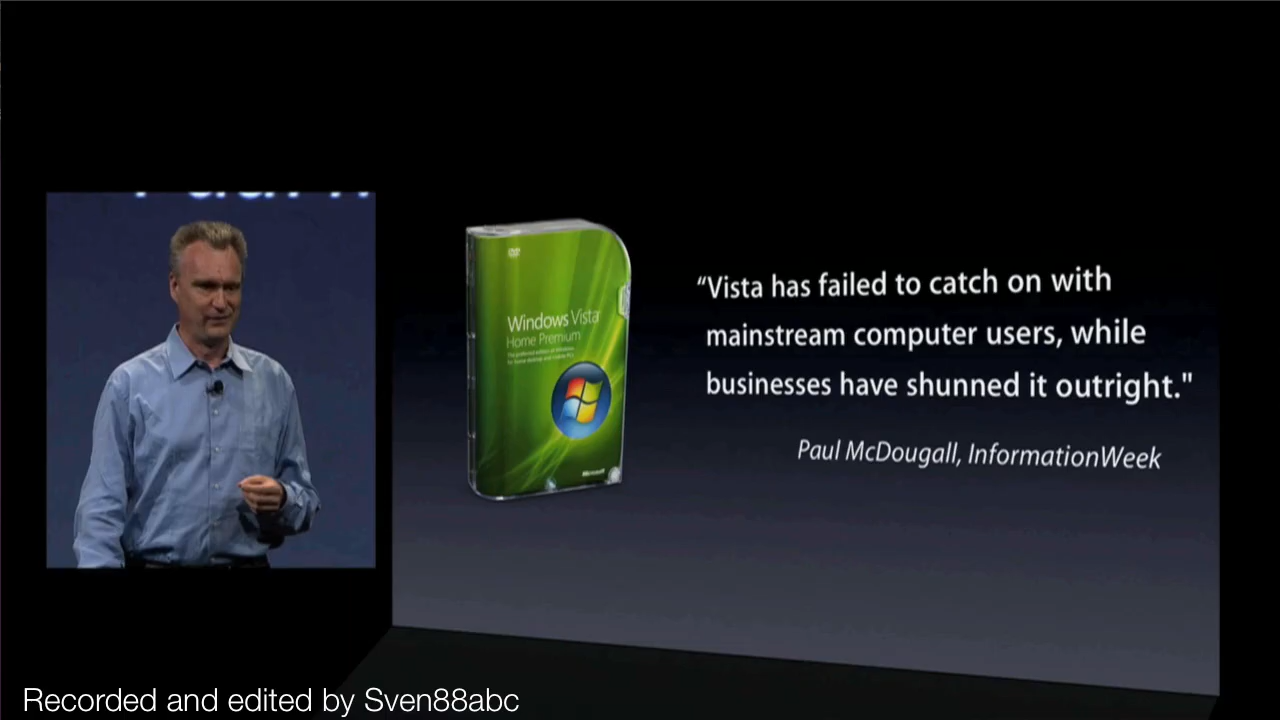 Windows Vista
Home Premium
“Vista has failed to catch on with
mainstream computer users, while
businesses have shunned it outright."
Paul McDougall, InformationWeek
Recorded and edited by Sven88abc